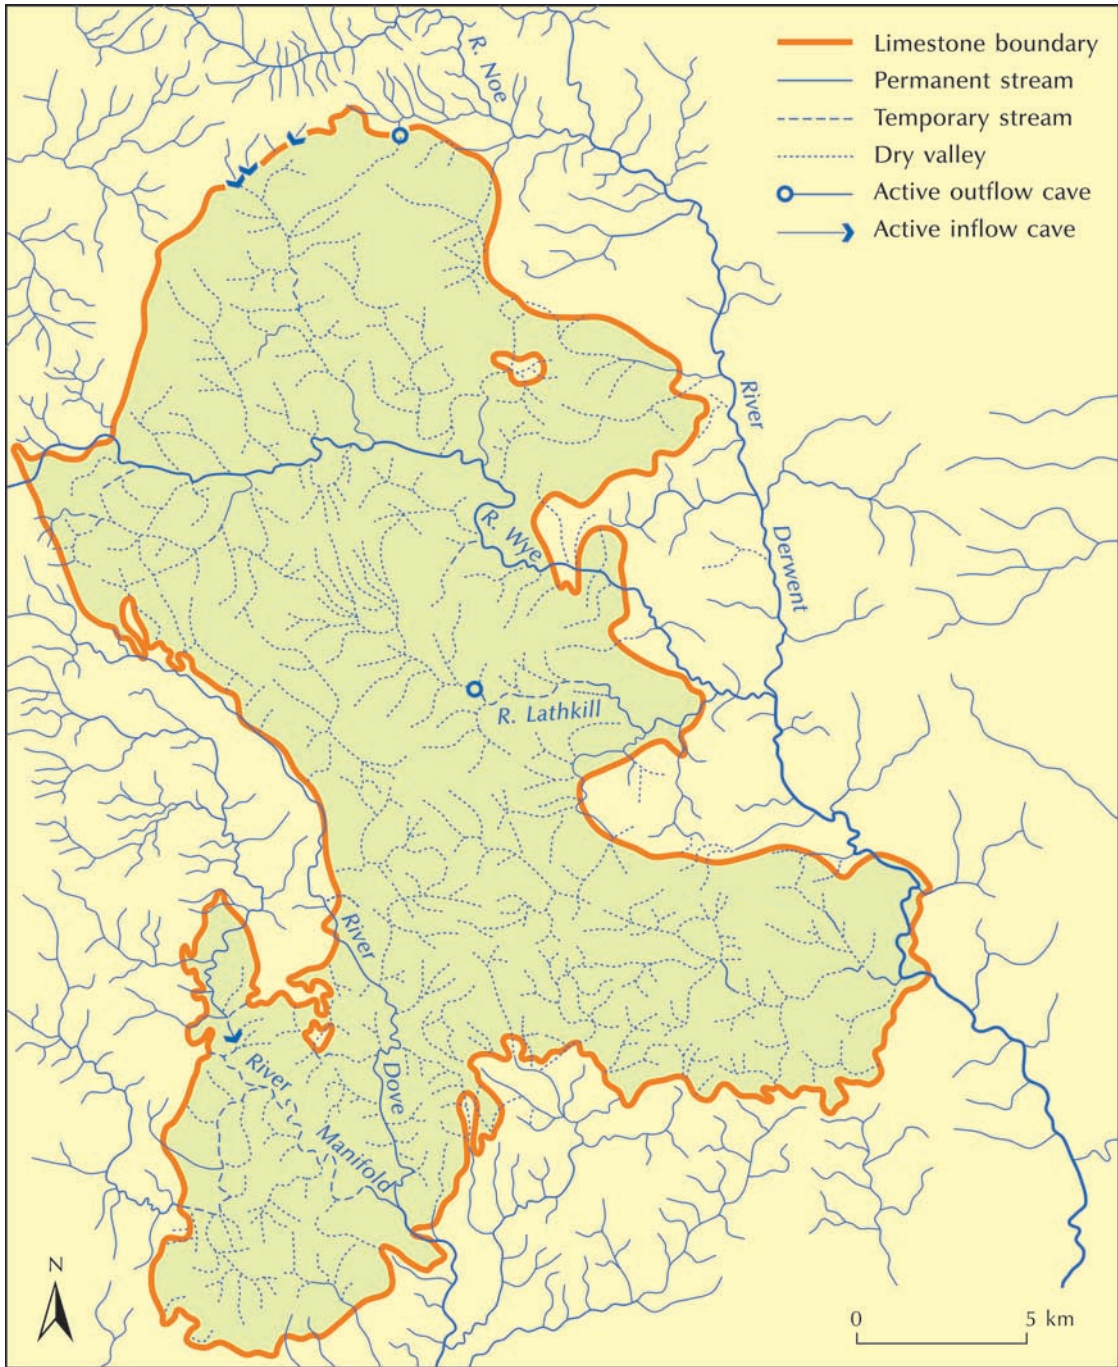 R. Noe
Limestone boundary
Permanent stream
Temporary stream
Dry valley
Active outflow cave
Active inflow cave
River
Derwent
R. Wye
R. Lathkill
River
Dove
River
Manifold
N
0 5 km